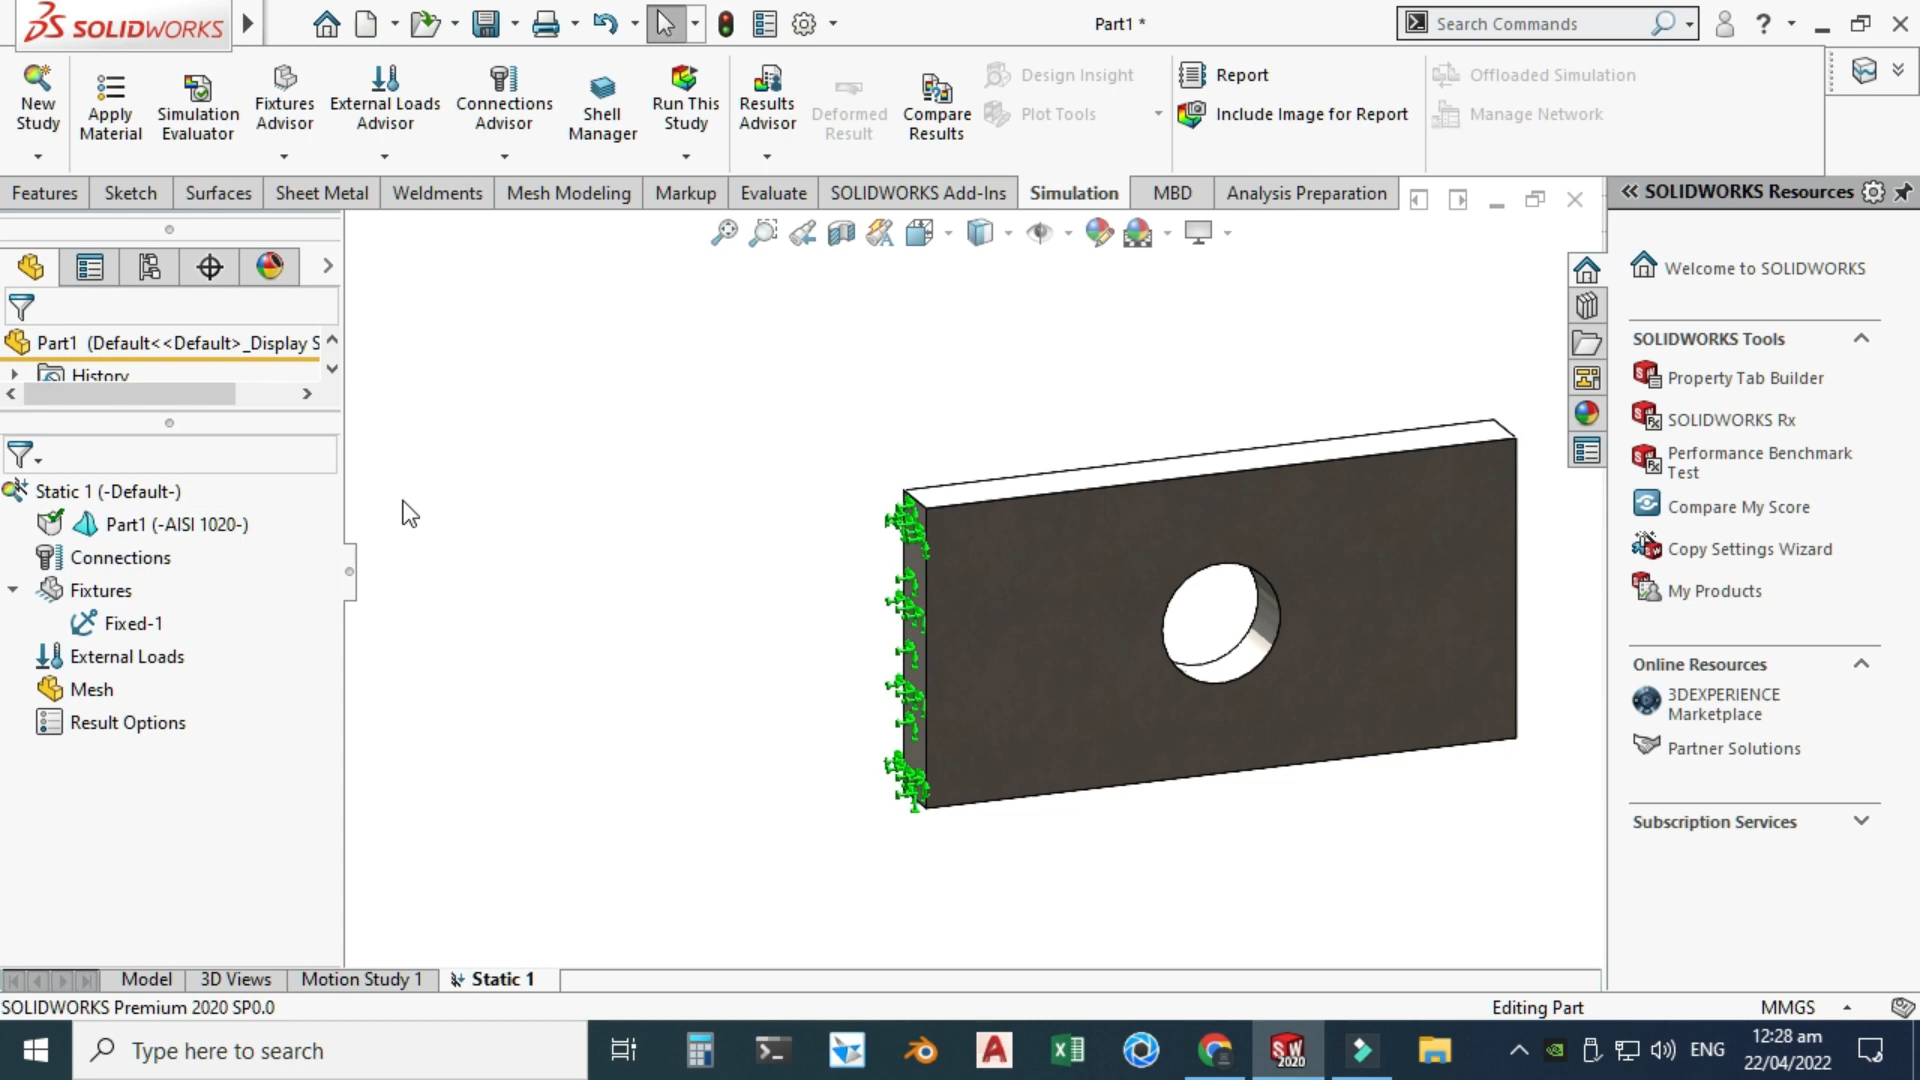 SOLIDWORKS
Part1 *
Search Commands
New Study
Apply Material
Simulation Evaluator
Fixtures Advisor
External Loads Advisor
Connections Advisor
Shell Manager
Run This Study
Results Advisor
Deformed Result
Compare Results
Design Insight
Plot Tools
Report
Include Image for Report
Offloaded Simulation
Manage Network
Features
Sketch
Surfaces
Sheet Metal
Weldments
Mesh Modeling
Markup
Evaluate
SOLIDWORKS Add-Ins
Simulation
MBD
Analysis Preparation
SOLIDWORKS Resources
Part1 (Default<<Default>_Display S
History
Static 1 (-Default-)
Part1 (-AISI 1020-)
Connections
Fixtures
Fixed-1
External Loads
Mesh
Result Options
Welcome to SOLIDWORKS
SOLIDWORKS Tools
Property Tab Builder
SOLIDWORKS Rx
Performance Benchmark
Test
Compare My Score
Copy Settings Wizard
My Products
Online Resources
3DEXPERIENCE
Marketplace
Partner Solutions
Subscription Services
Model
3D Views
Motion Study 1
Static 1
SOLIDWORKS Premium 2020 SP0.0
Editing Part
MMGS
Type here to search
SW
2020
ENG
12:28 am
22/04/2022